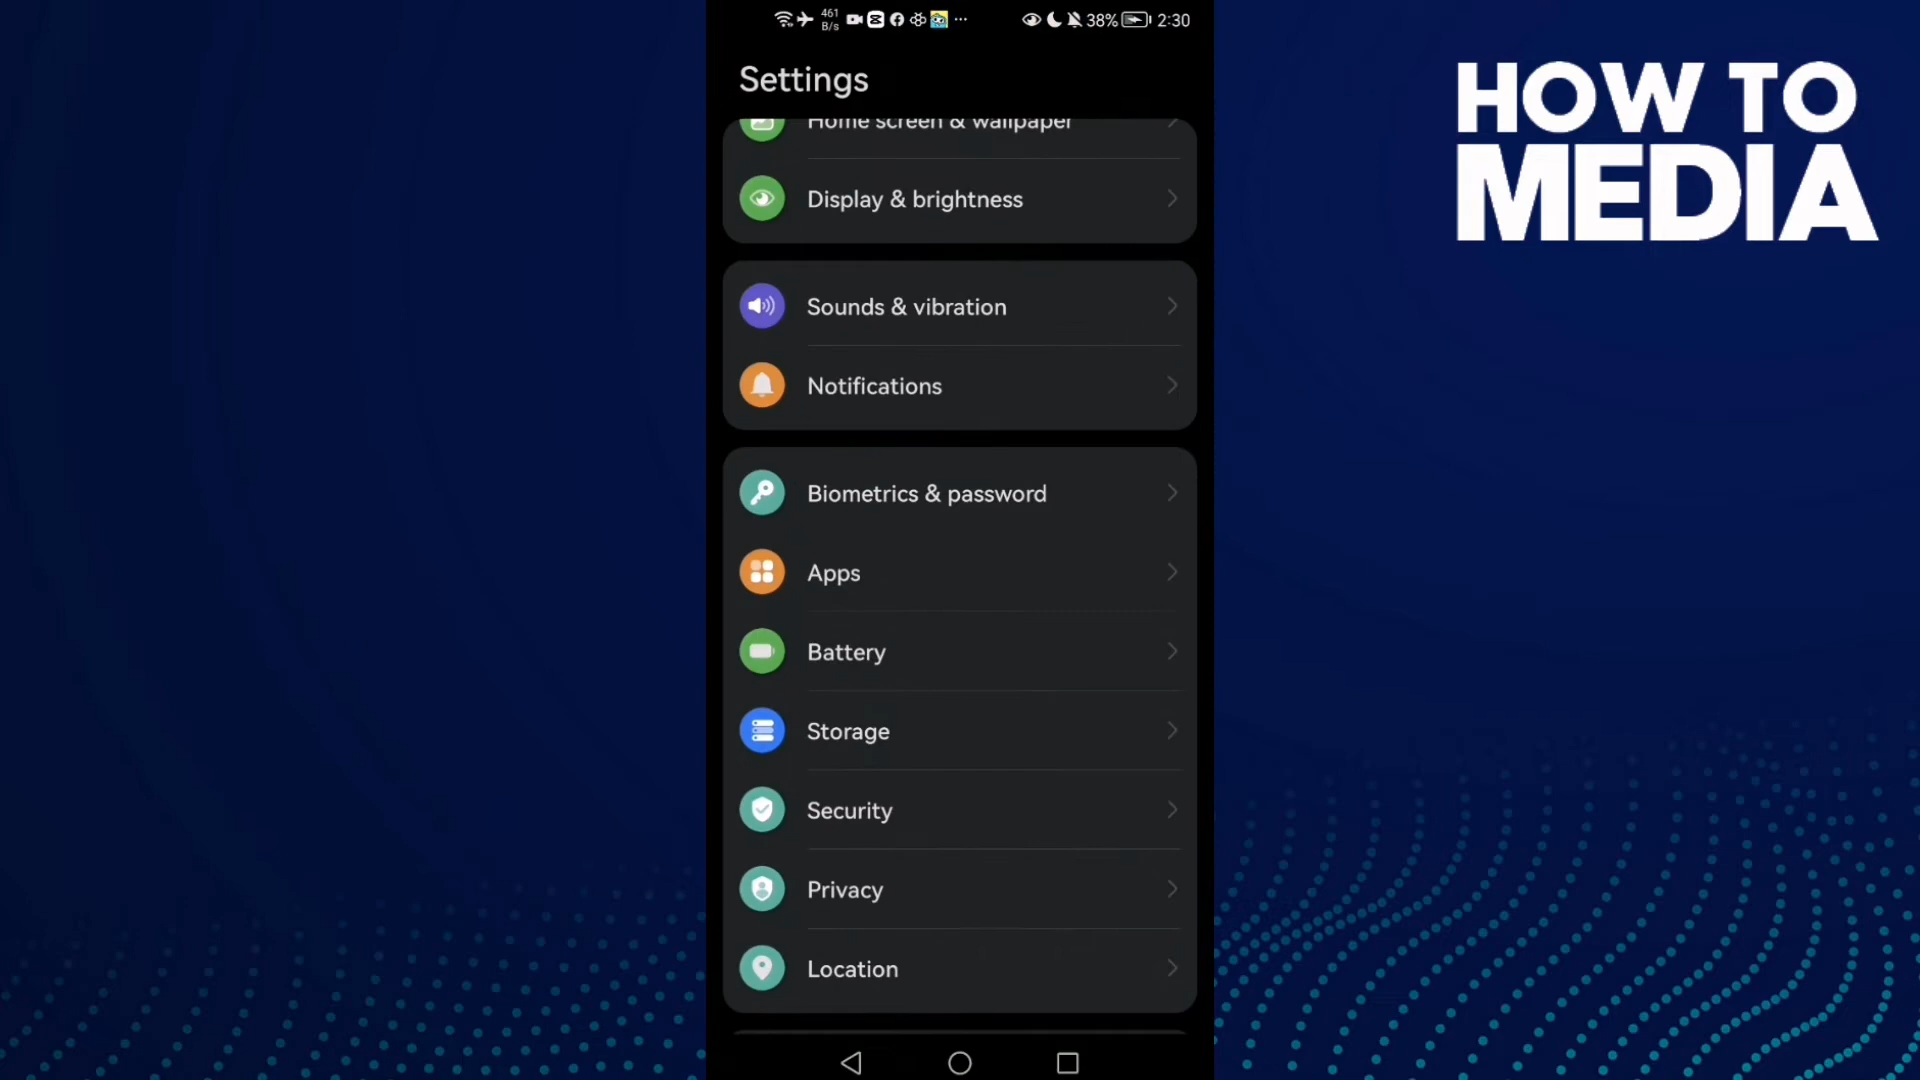 461
B/s
38%
2:30
Settings
Home screen & wallpaper
Display & brightness
Sounds & vibration
Notifications
Biometrics & password
Apps
Battery
Storage
Security
Privacy
Location
HOW TO
MEDIA